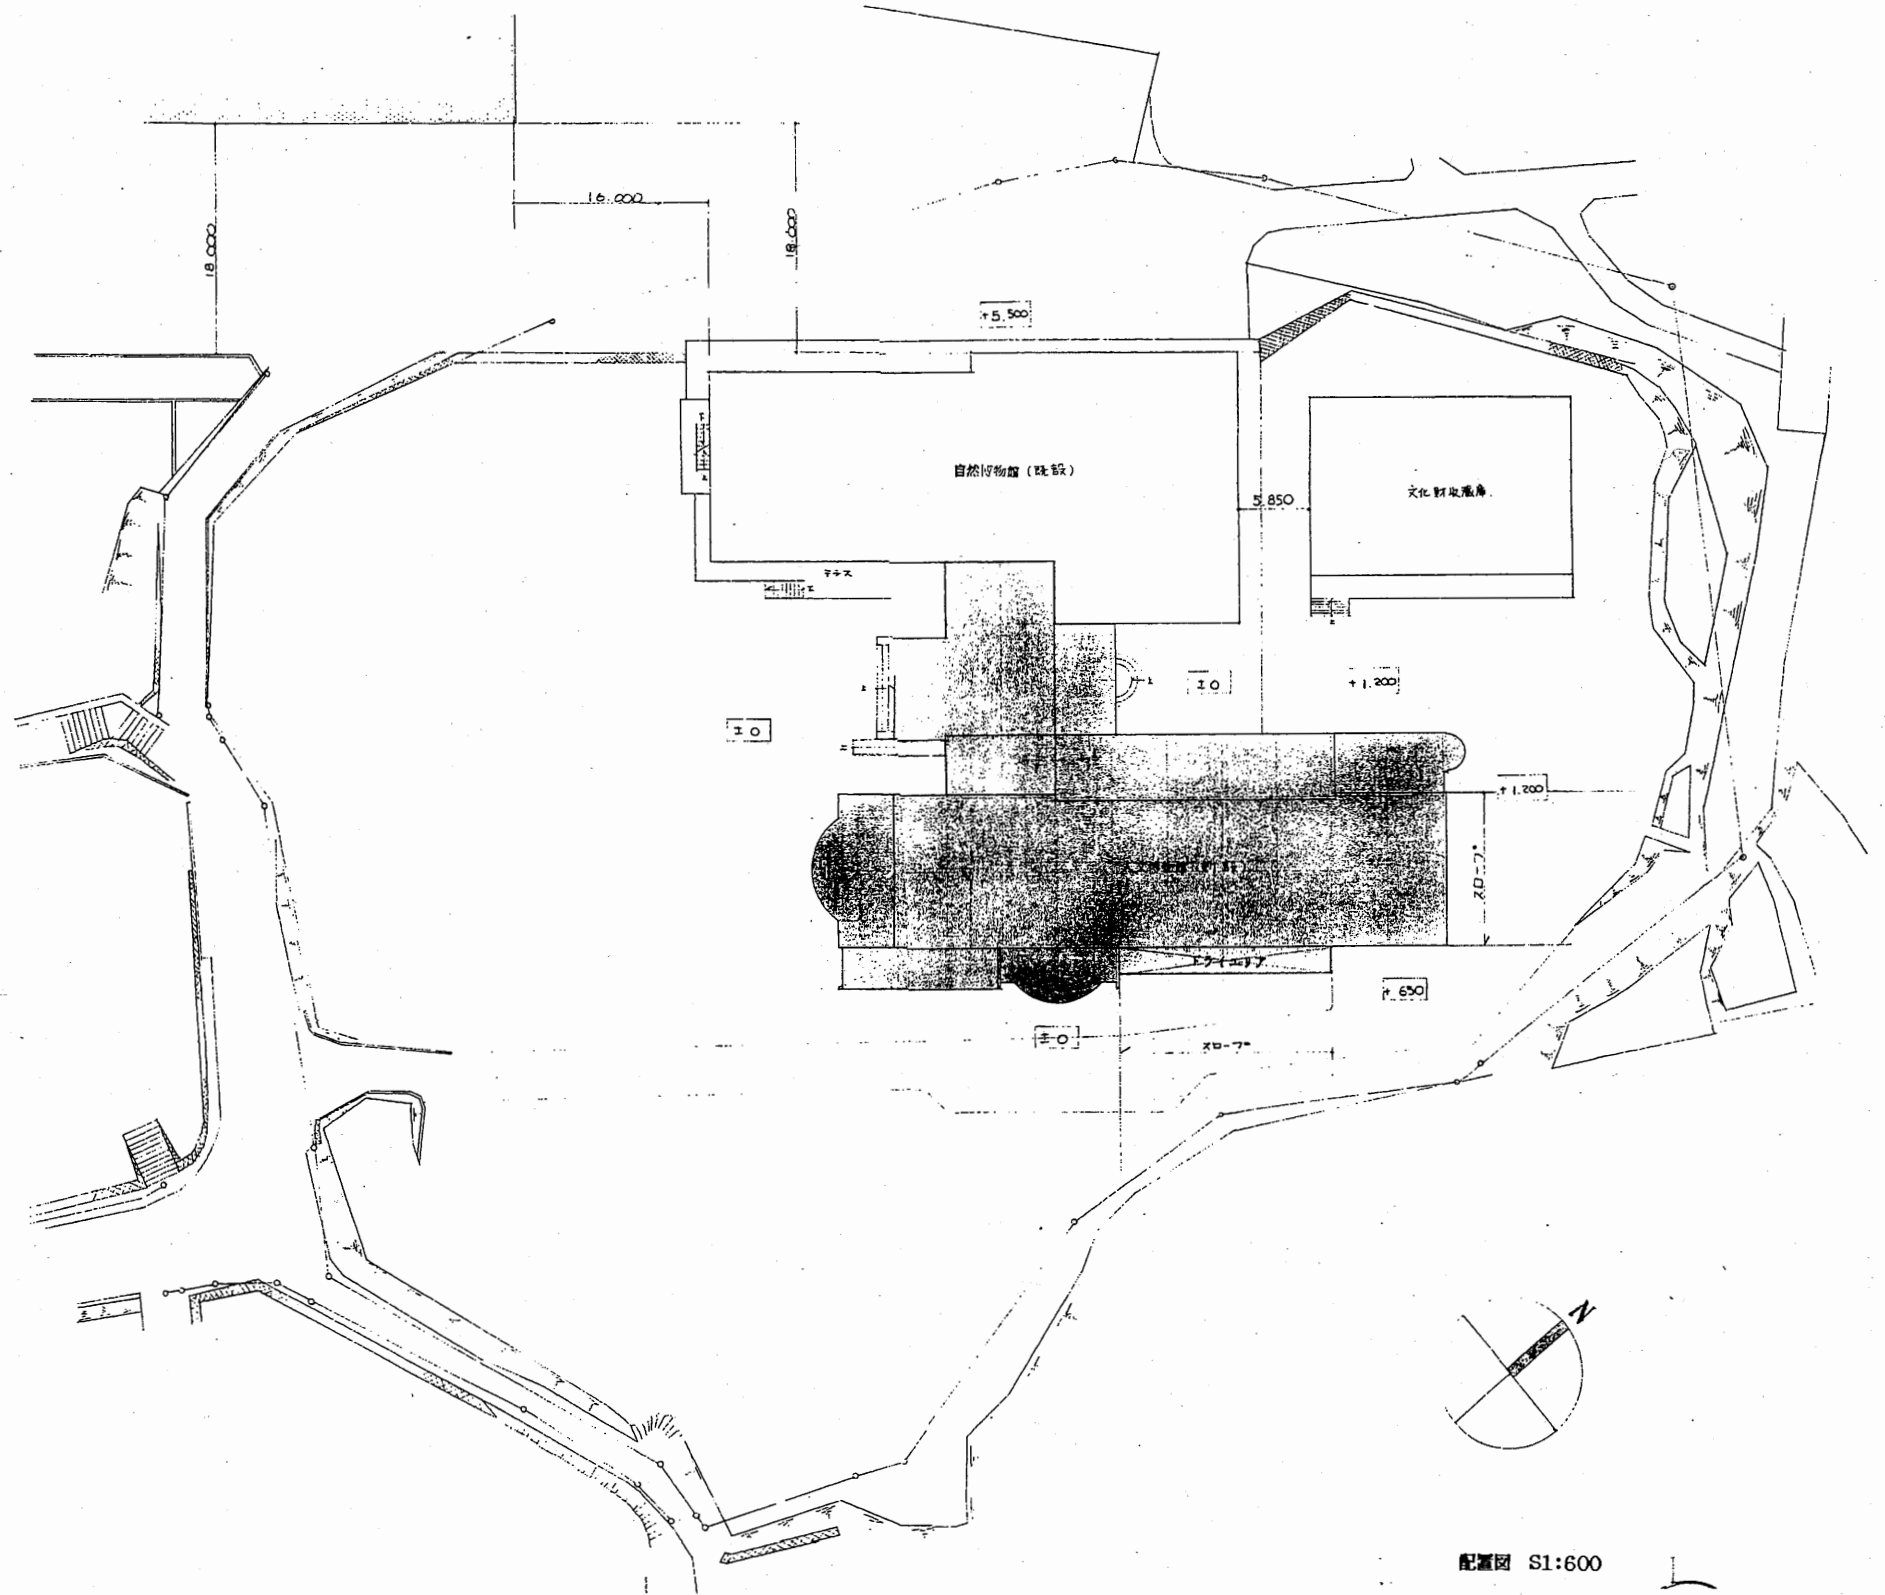 16.000
18.000
18.000
+5.500
自然博物館(既設)
文化財収蔵庫
5.850
テラス
±0
+1.200
±0
+1.200
スロープ
ドライエリア
+650
±0
スロープ
N
配置図 S1:600